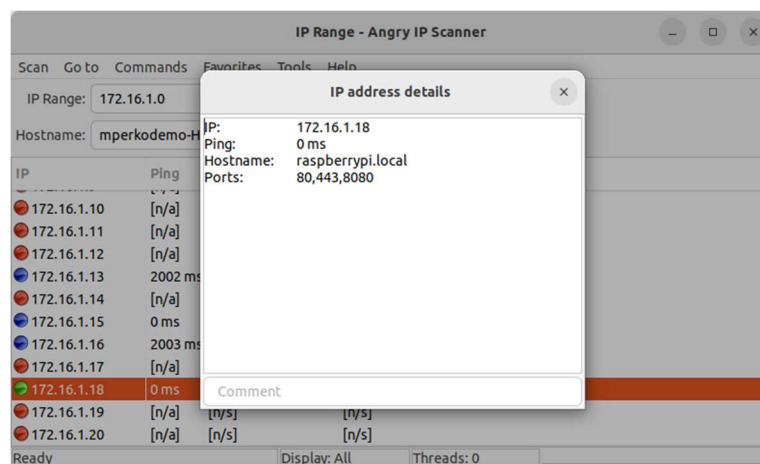 IP Range - Angry IP Scanner
Scan Go to Commands Favorites Tools Help
IP Range: 172.16.1.0
Hostname: mperkodemo-H
IP Ping
172.16.1.10 [n/a]
172.16.1.11 [n/a]
172.16.1.12 [n/a]
172.16.1.13 2002 ms
172.16.1.14 [n/a]
172.16.1.15 0 ms
172.16.1.16 2003 ms
172.16.1.17 [n/a]
172.16.1.18 0 ms
172.16.1.19 [n/a] [n/s] [n/s]
172.16.1.20 [n/a] [n/s] [n/s]
Ready Display: All Threads: 0
IP address details
IP: 172.16.1.18
Ping: 0 ms
Hostname: raspberrypi.local
Ports: 80,443,8080
Comment